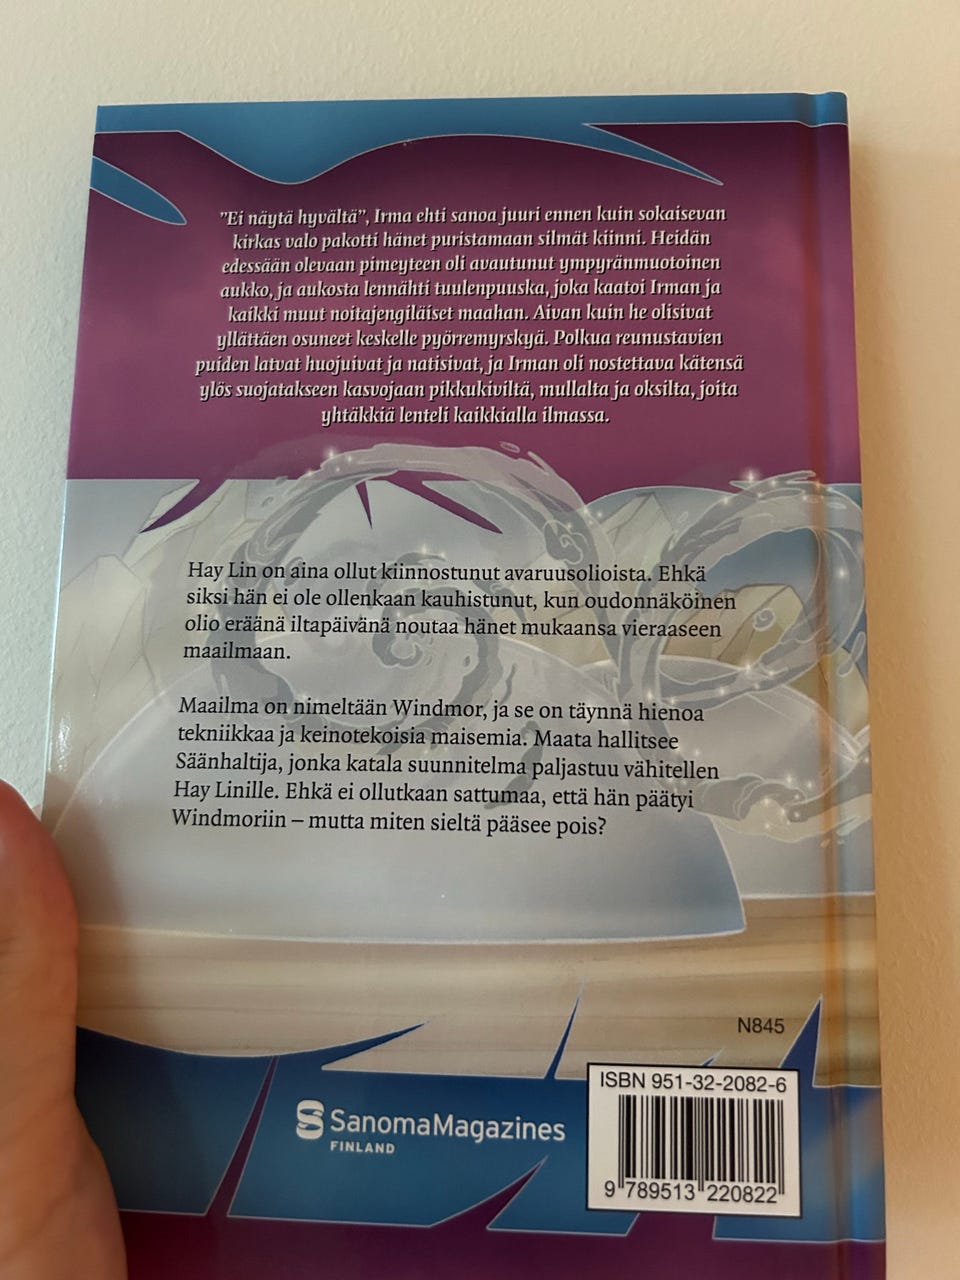 ”Ei näytä hyvältä”, Irma ehti sanoa juuri ennen kuin sokaisevan
kirkas valo pakotti hänet puristamaan silmät kiinni. Heidän
edessään olevaan pimeyteen oli avautunut ympyränmuotoinen
aukko, ja aukosta lennähti tuulenpuuska, joka kaatoi Irman ja
kaikki muut noitajengiläiset maahan. Aivan kuin he olisivat
yllättäen osuneet keskelle pyörremyrskyä. Polkua reunustavien
puiden latvat huojuivat ja natisivat, ja Irman oli nostettava kätensä
ylös suojatakseen kasvojaan pikkukiviltä, mullalta ja oksilta, joita
yhtäkkiä lenteli kaikkialla ilmassa.
Hay Lin on aina ollut kiinnostunut avaruusolioista. Ehkä
siksi hän ei ole ollenkaan kauhistunut, kun oudonnäköinen
olio eräänä iltapäivänä noutaa hänet mukaansa vieraaseen
maailmaan.
Maailma on nimeltään Windmor, ja se on täynnä hienoa
tekniikkaa ja keinotekoisia maisemia. Maata hallitsee
Säänhaltija, jonka katala suunnitelma paljastuu vähitellen
Hay Linille. Ehkä ei ollutkaan sattumaa, että hän päätyi
Windmoriin – mutta miten sieltä pääsee pois?
N845
ISBN 951-32-2082-6
SanomaMagazines
FINLAND
9 789513 220822